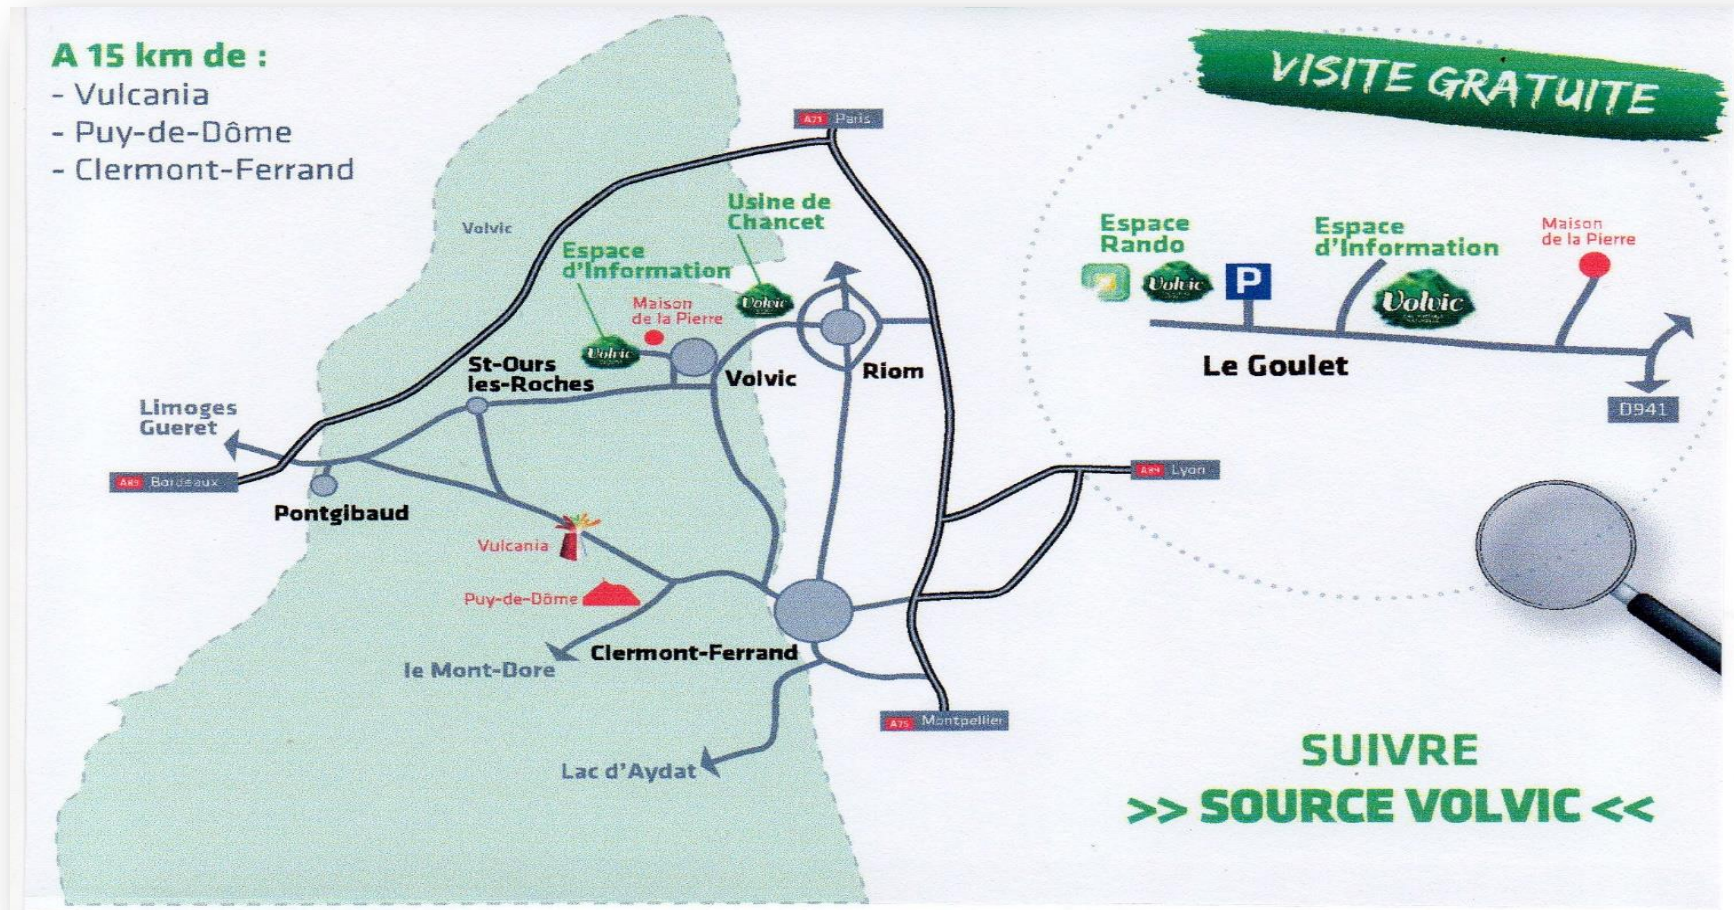 A 15 km de :
- Vulcania
- Puy-de-Dôme
- Clermont-Ferrand
VISITE GRATUITE
A71 Paris
Volvic
Usine de
Chancet
Espace
d'Information
Volvic
Maison
de la Pierre
Volvic
St-Ours
les-Roches
Volvic
Riom
Limoges
Gueret
A89 Bordeaux
Pontgibaud
A89 Lyon
Vulcania
Puy-de-Dôme
Clermont-Ferrand
le Mont-Dore
A75 Montpellier
Lac d'Aydat
Espace
Rando
Volvic
P
Espace
d'Information
Volvic
Maison
de la Pierre
Le Goulet
D941
SUIVRE
>> SOURCE VOLVIC <<